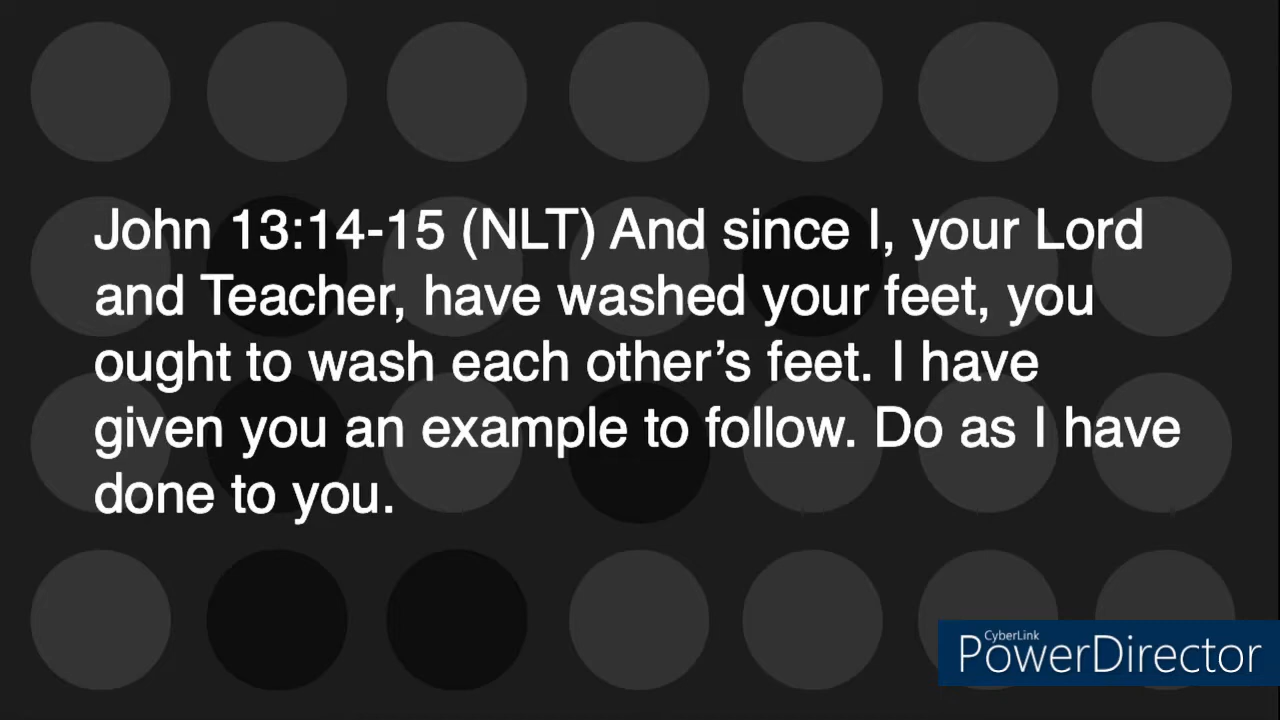 John 13:14-15 (NLT) And since I, your Lord
and Teacher, have washed your feet, you
ought to wash each other’s feet. I have
given you an example to follow. Do as I have
done to you.
CyberLink
PowerDirector